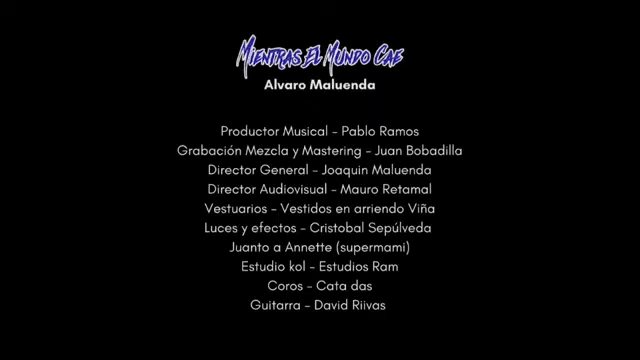 Mientras El Mundo Cae
Alvaro Maluenda
Productor Musical - Pablo Ramos
Grabación Mezcla y Mastering - Juan Bobadilla
Director General - Joaquin Maluenda
Director Audiovisual - Mauro Retamal
Vestuarios - Vestidos en arriendo Viña
Luces y efectos - Cristobal Sepúlveda
Juanto a Annette (supermami)
Estudio kol - Estudios Ram
Coros - Cata das
Guitarra - David Riivas